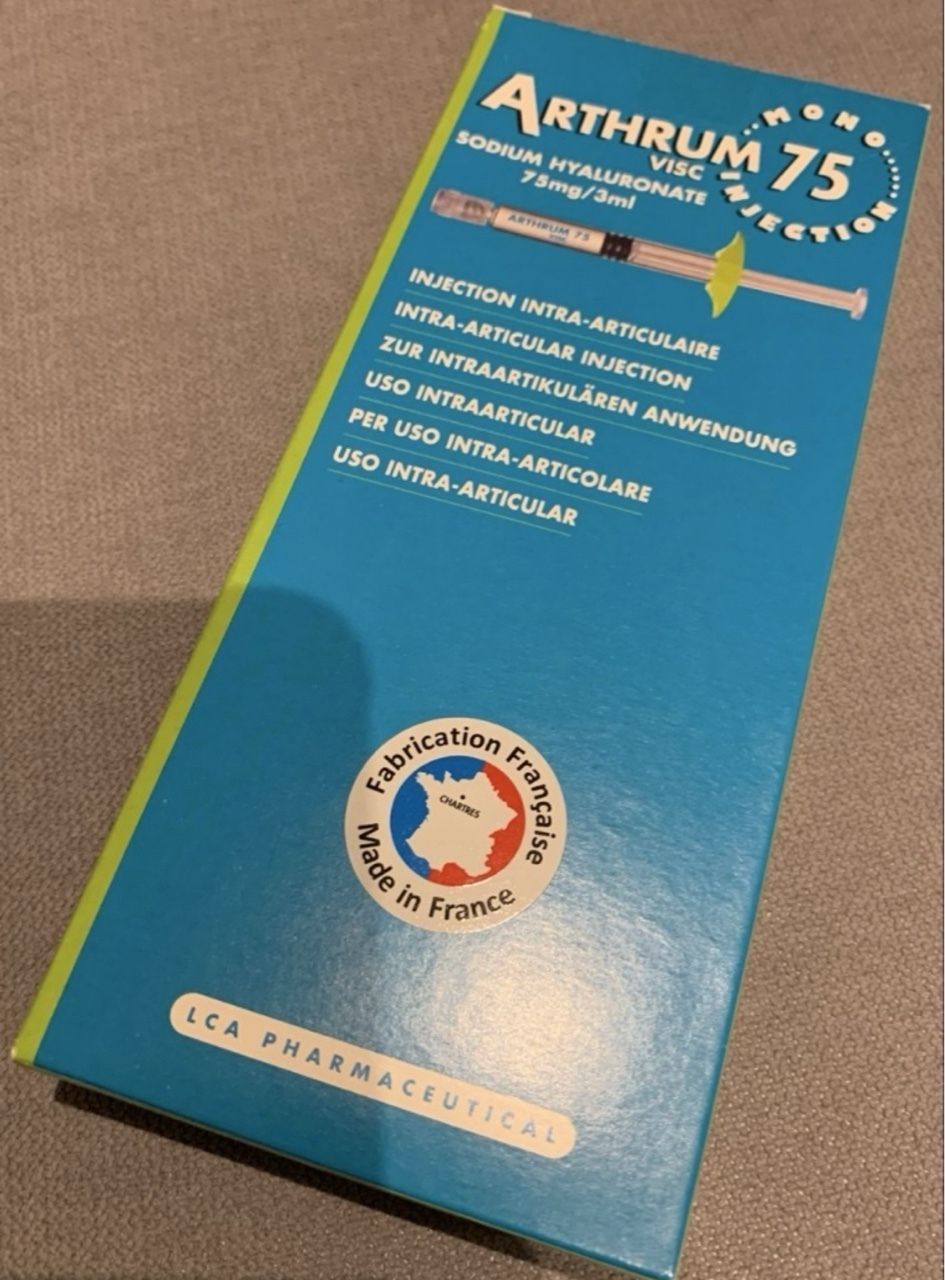 ARTHRUM 75
VISC
MONO
INJECTION
SODIUM HYALURONATE
75mg/3ml
ARTHRUM 75
VISC
INJECTION INTRA-ARTICULAIRE
INTRA-ARTICULAR INJECTION
ZUR INTRAARTIKULÄREN ANWENDUNG
USO INTRAARTICULAR
PER USO INTRA-ARTICOLARE
USO INTRA-ARTICULAR
Fabrication Française
CHARTRES
Made in France
LCA PHARMACEUTICAL